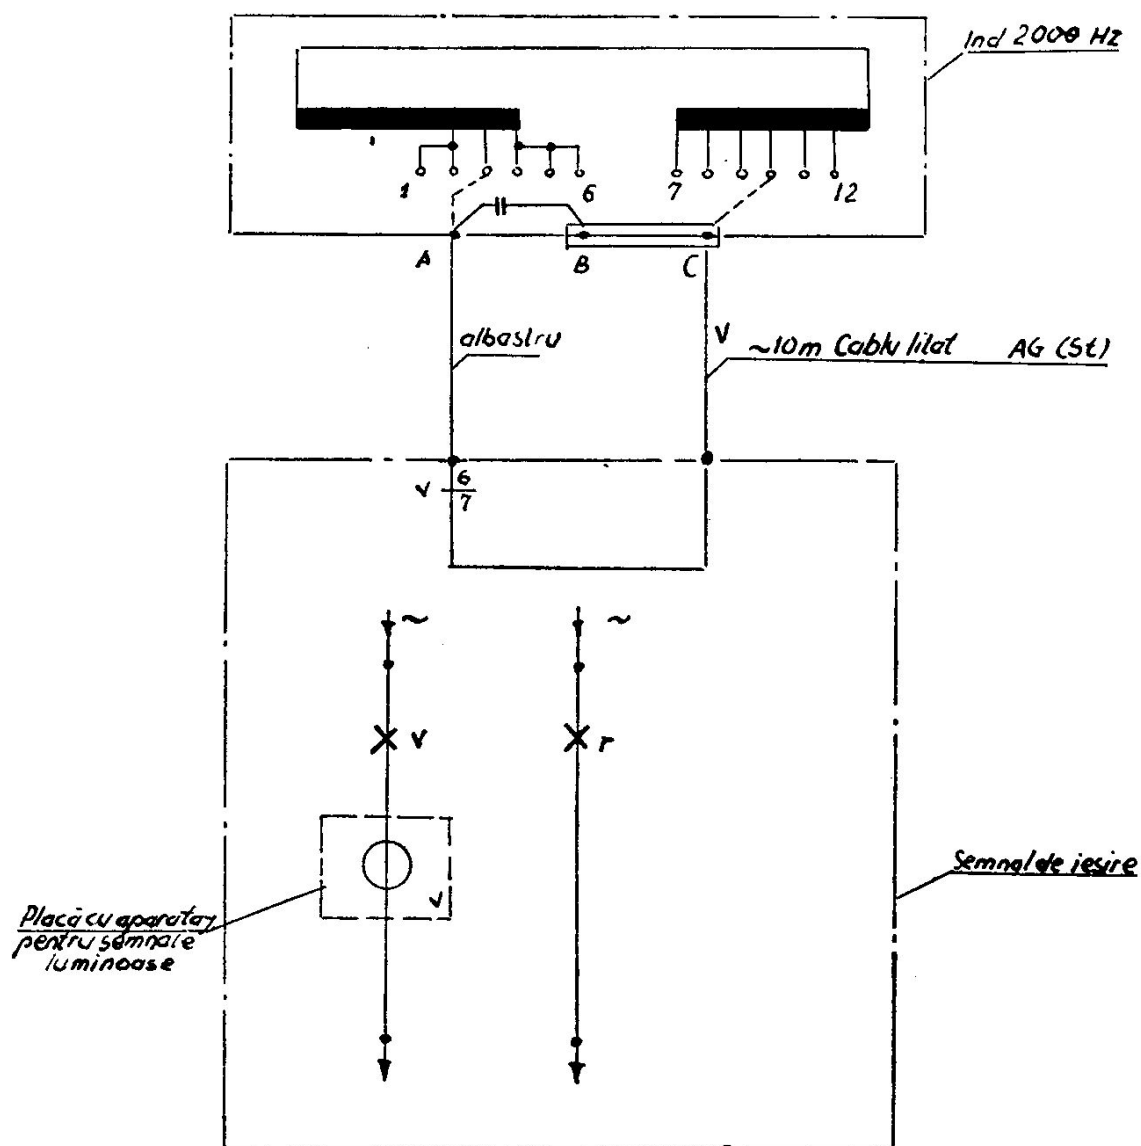 Ind 2000 Hz
1
6
7
12
A
B
C
albastru
V
~10m Cablu lițat AG (St)
V 6
7
~
~
V
r
V
Semnal de ieșire
Placă cu aparataj
pentru semnale
luminoase